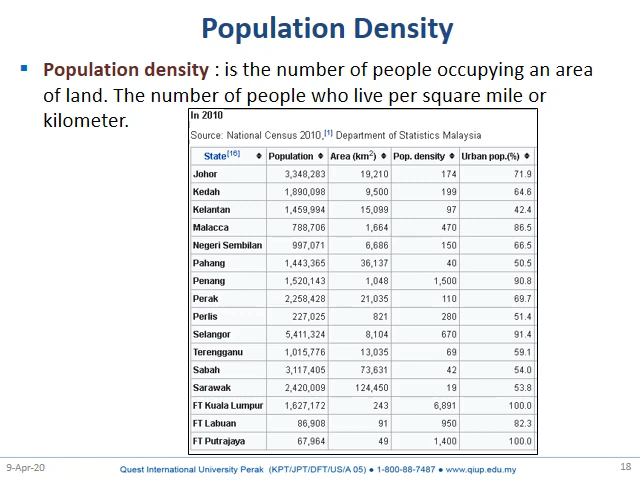 Population Density
Population density : is the number of people occupying an area
of land. The number of people who live per square mile or
kilometer.
In 2010
Source: National Census 2010,[1] Department of Statistics Malaysia
State[16] Population Area (km2) Pop. density Urban pop.(%)
Johor 3,348,283 19,210 174 71.9
Kedah 1,890,098 9,500 199 64.6
Kelantan 1,459,994 15,099 97 42.4
Malacca 788,706 1,664 470 86.5
Negeri Sembilan 997,071 6,686 150 66.5
Pahang 1,443,365 36,137 40 50.5
Penang 1,520,143 1,048 1,500 90.8
Perak 2,258,428 21,035 110 69.7
Perlis 227,025 821 280 51.4
Selangor 5,411,324 8,104 670 91.4
Terengganu 1,015,776 13,035 69 59.1
Sabah 3,117,405 73,631 42 54.0
Sarawak 2,420,009 124,450 19 53.8
FT Kuala Lumpur 1,627,172 243 6,891 100.0
FT Labuan 86,908 91 950 82.3
FT Putrajaya 67,964 49 1,400 100.0
9-Apr-20 Quest International University Perak (KPT/JPT/DFT/US/A 05) ● 1-800-88-7487 ● www.qiup.edu.my 18